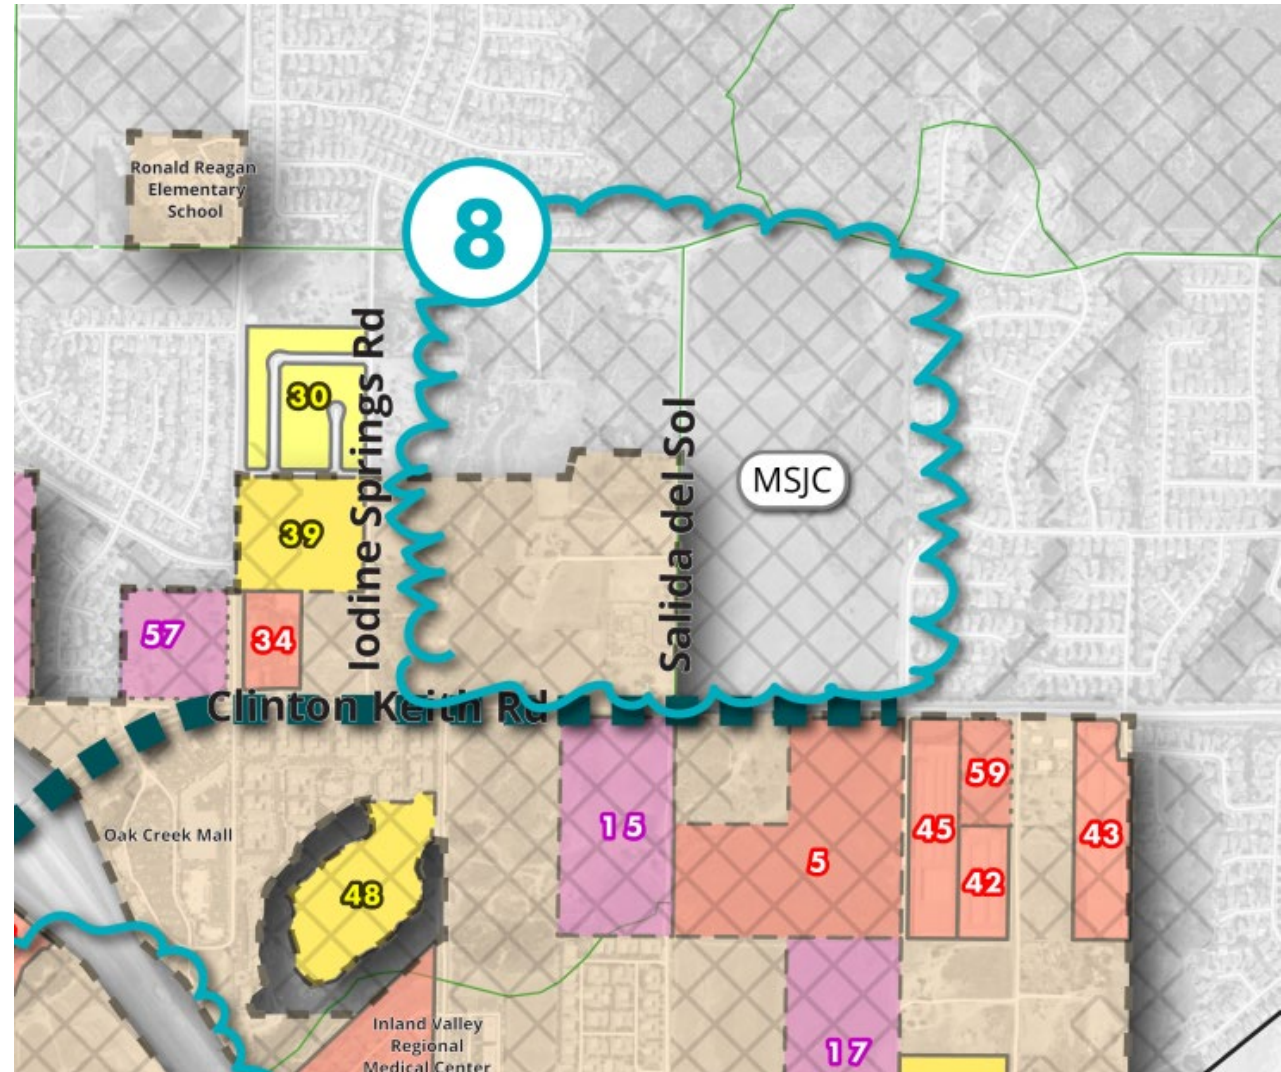 Ronald Reagan
Elementary
School
8
Iodine Springs Rd
30
Salida del Sol
MSJC
39
57
34
Clinton Keith Rd
15
59
45
43
5
42
Oak Creek Mall
48
Inland Valley
Regional
Medical Center
17